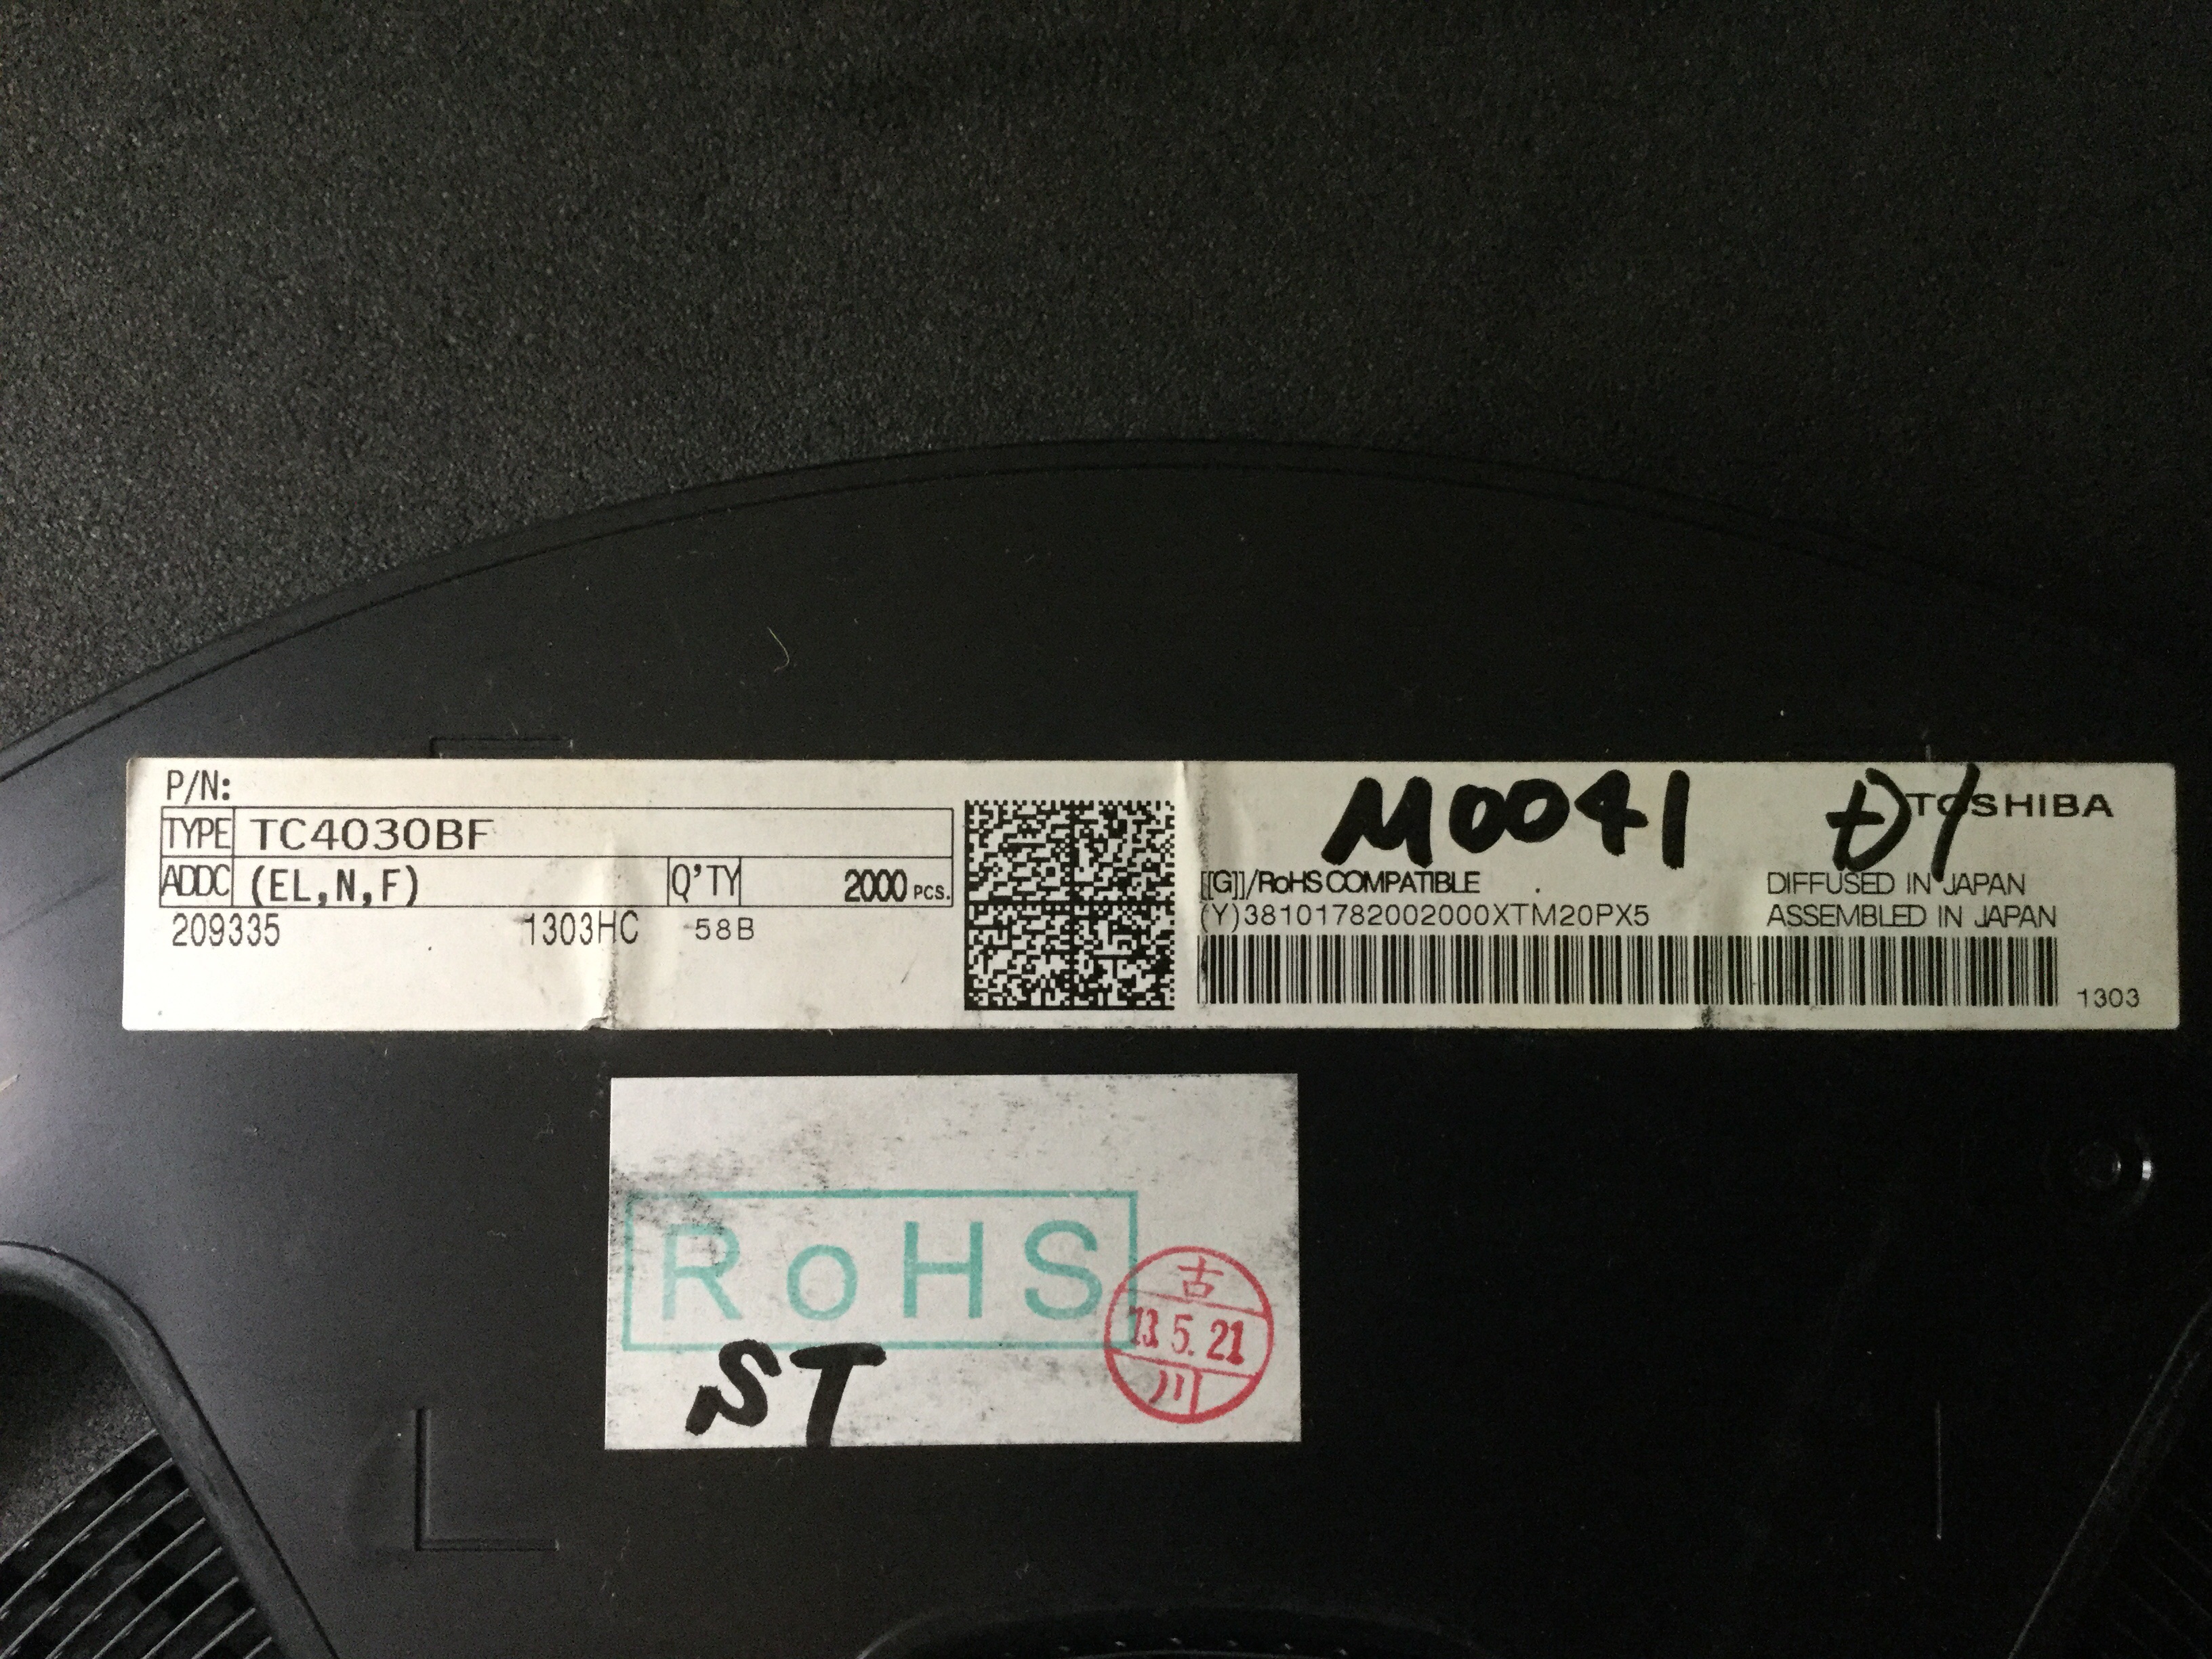 P/N:
TYPE TC4030BF
ADDC (EL,N,F) Q'TY 2000 PCS.
209335 1303HC 58B
M0041
TOSHIBA
[[G]]/RoHS COMPATIBLE
DIFFUSED IN JAPAN
(Y)38101782002000XTM20PX5
ASSEMBLED IN JAPAN
1303
RoHS
ST
古
13.5.21
川